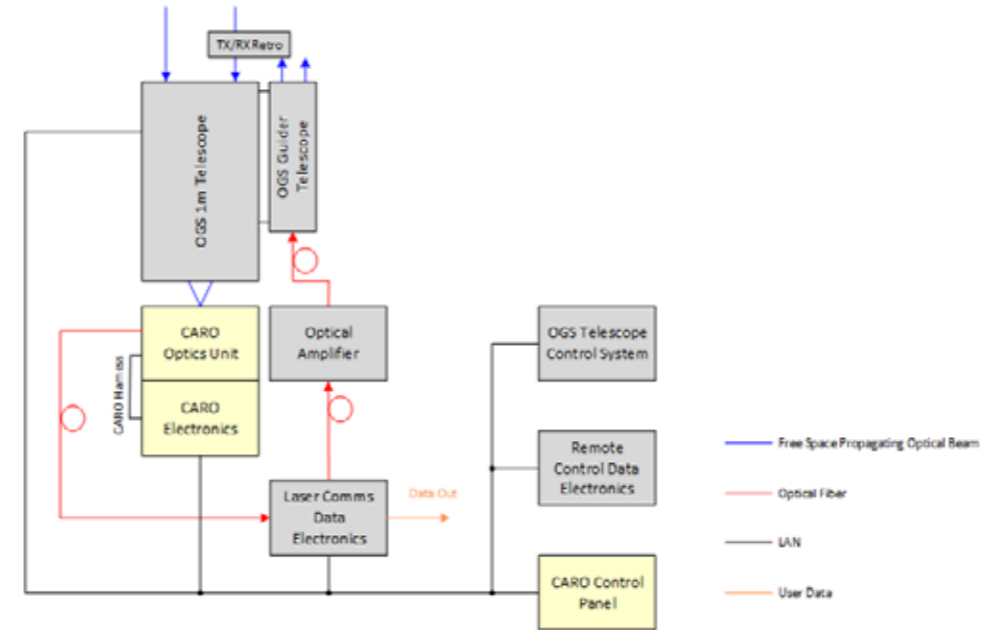 TX/RX Retro
OGS 1m Telescope
OGS Guider
Telescope
CARO
Optics Unit
Optical
Amplifier
OGS Telescope
Control System
CARO Harness
CARO
Electronics
Remote
Control Data
Electronics
Laser Comms
Data
Electronics
Data Out
CARO Control
Panel
Free Space Propagating Optical Beam
Optical Fiber
LAN
User Data